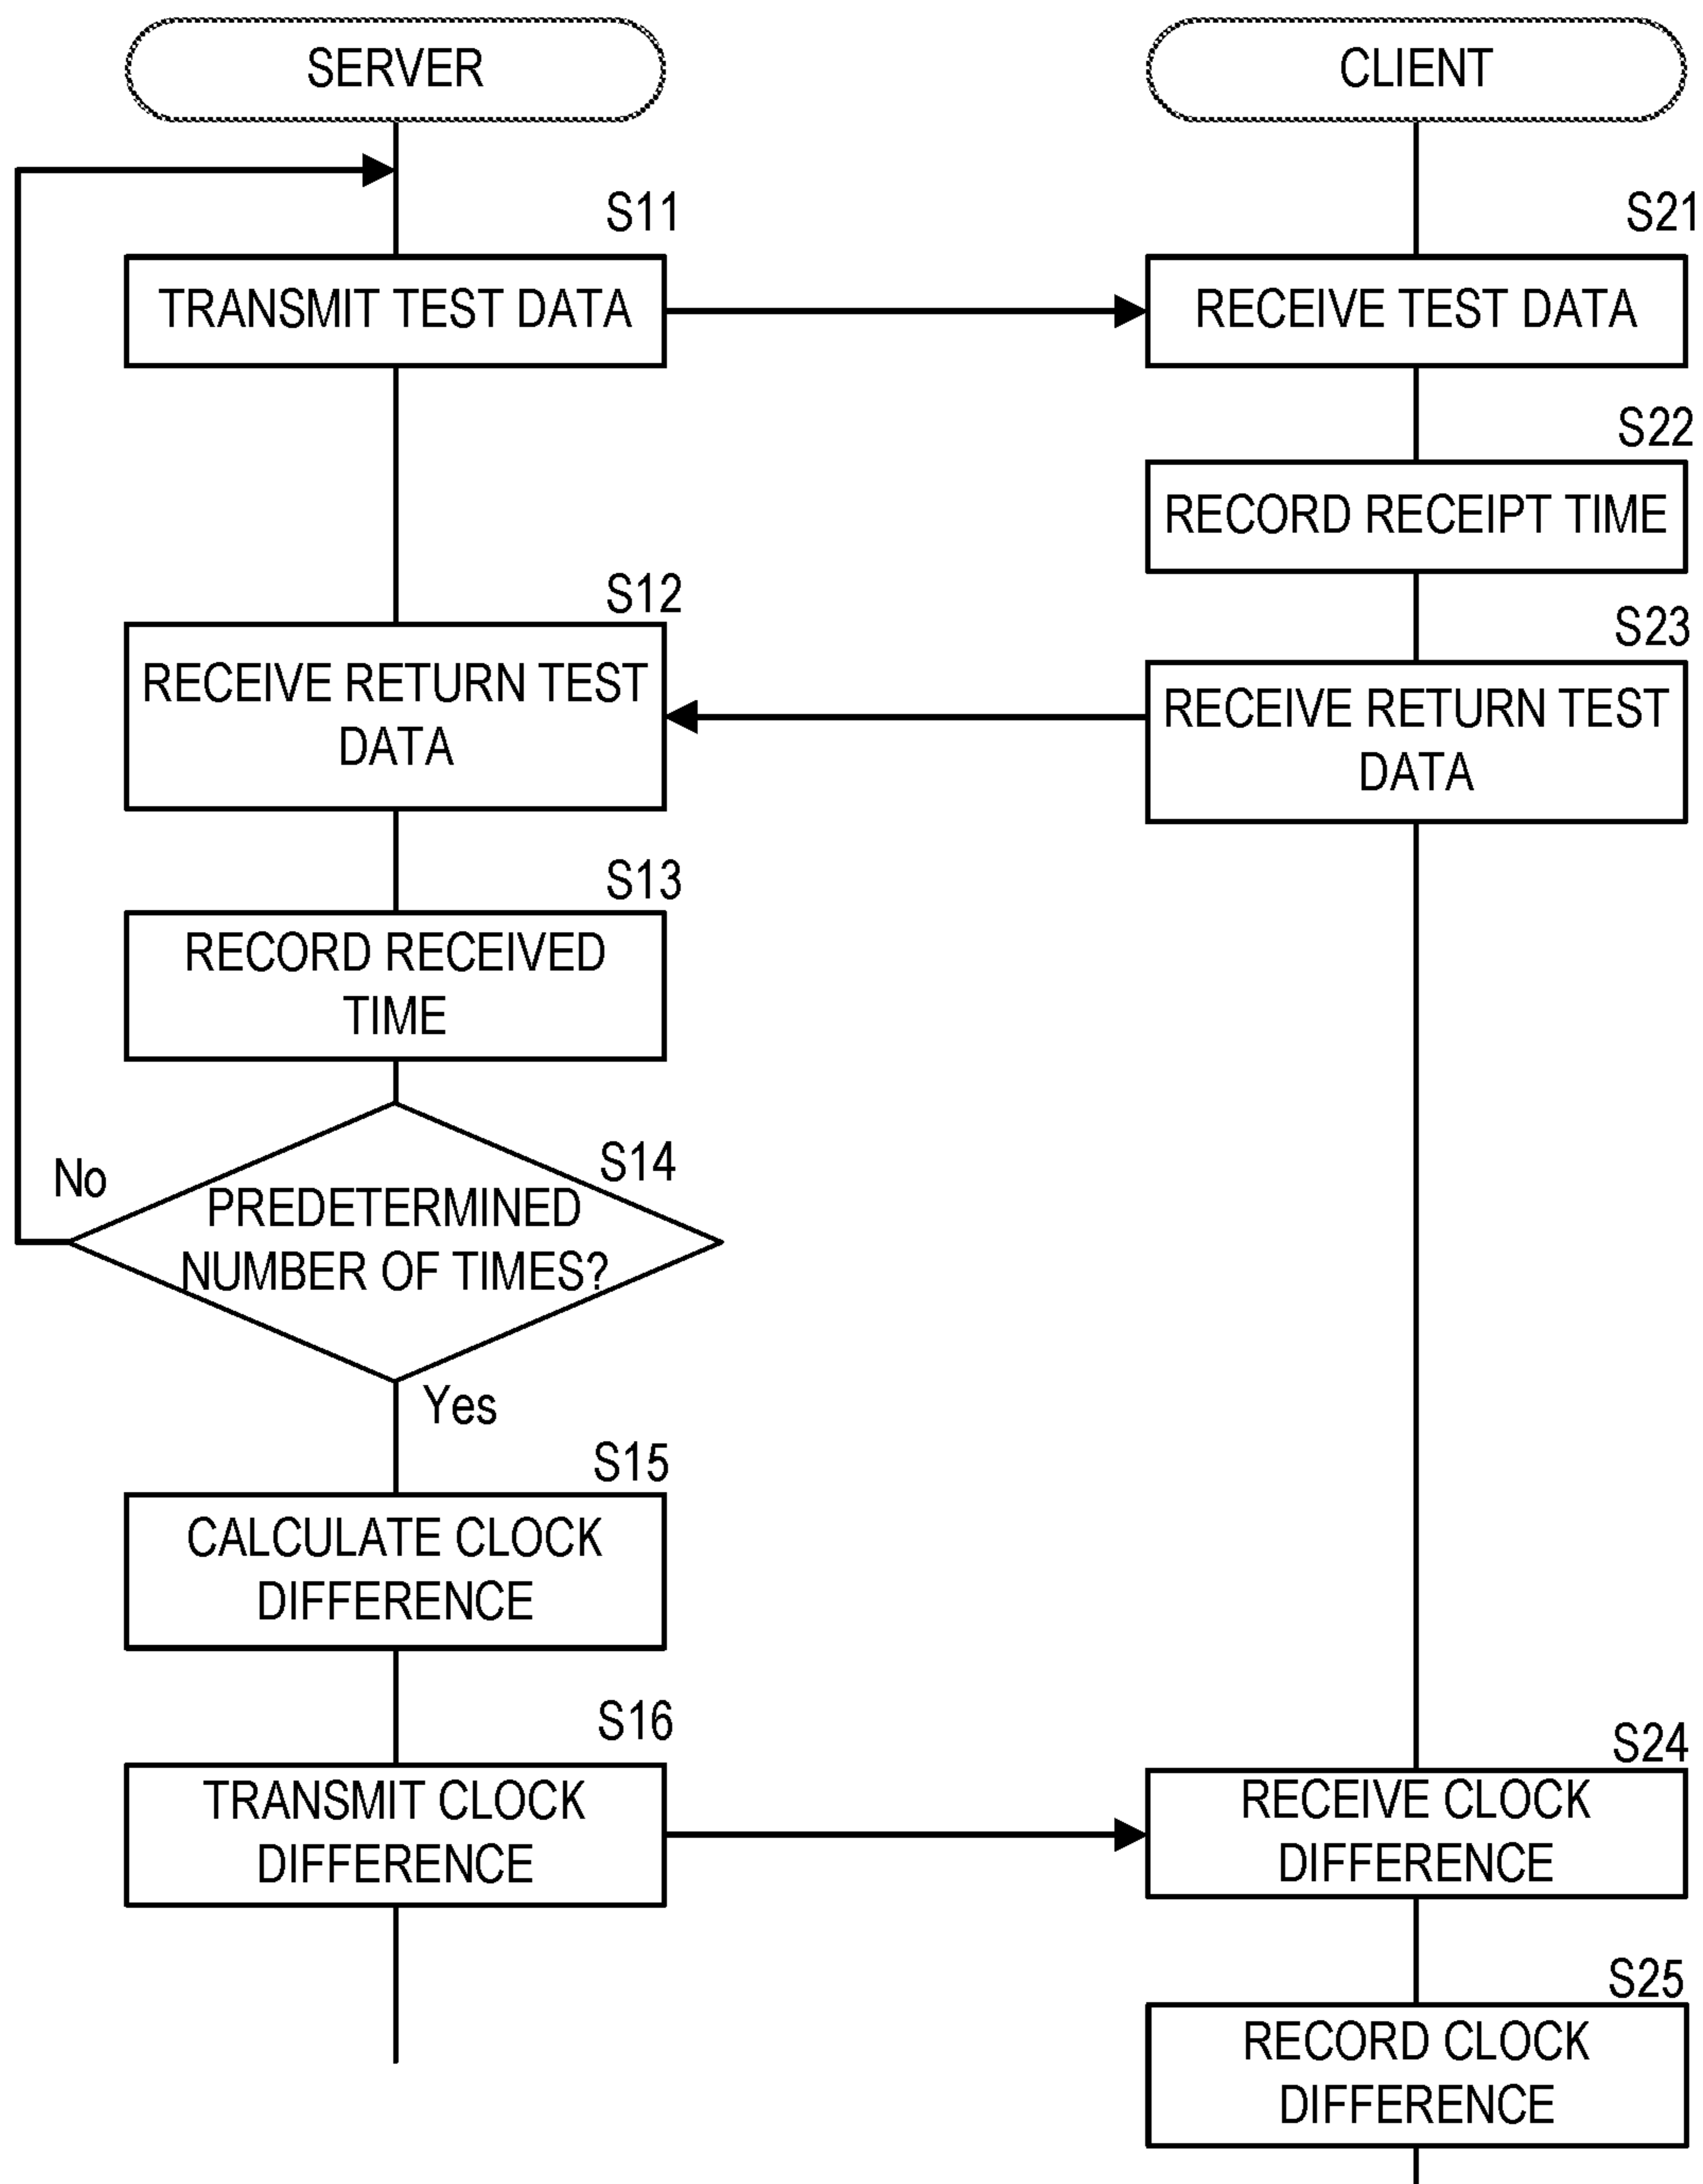 SERVER
CLIENT
S11
S21
TRANSMIT TEST DATA
RECEIVE TEST DATA
S22
RECORD RECEIPT TIME
S12
S23
RECEIVE RETURN TEST
DATA
RECEIVE RETURN TEST
DATA
S13
RECORD RECEIVED
TIME
No
S14
PREDETERMINED
NUMBER OF TIMES?
Yes
S15
CALCULATE CLOCK
DIFFERENCE
S16
S24
TRANSMIT CLOCK
DIFFERENCE
RECEIVE CLOCK
DIFFERENCE
S25
RECORD CLOCK
DIFFERENCE